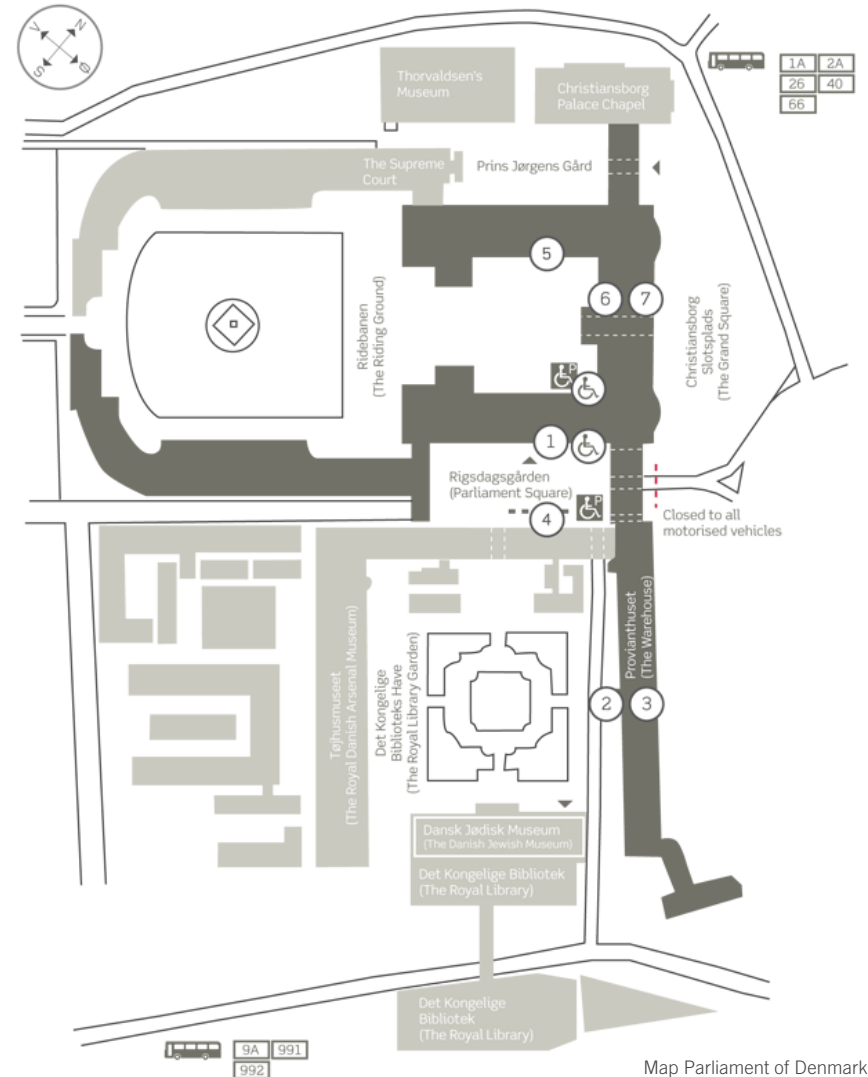 V
N
S
Ø
Thorvaldsen's
Museum
Christiansborg
Palace Chapel
1A
2A
26
40
66
The Supreme
Court
Prins Jørgens Gård
5
6
7
Ridebanen
(The Riding Ground)
Christiansborg
Slotsplads
(The Grand Square)
P
1
Rigsdagsgården
(Parliament Square)
P
4
Closed to all
motorised vehicles
Provianthuset
(The Warehouse)
2
3
Tøjhusmuseet
(The Royal Danish Arsenal Museum)
Det Kongelige
Biblioteks Have
(The Royal Library Garden)
Dansk Jødisk Museum
(The Danish Jewish Museum)
Det Kongelige Bibliotek
(The Royal Library)
Det Kongelige
Bibliotek
(The Royal Library)
9A
991
992
Map Parliament of Denmark